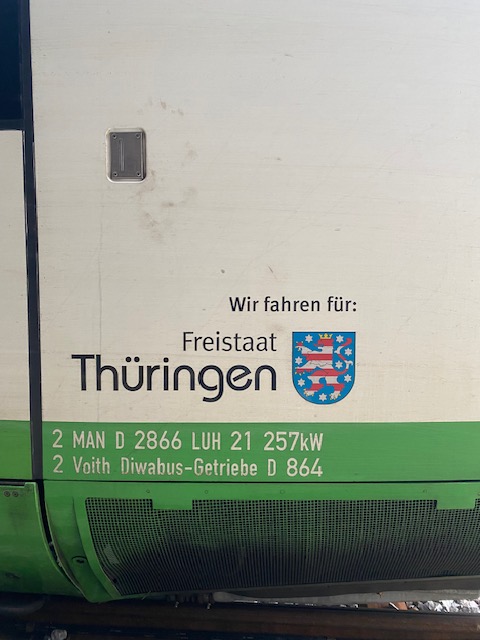 Wir fahren für:
Freistaat
Thüringen
2 MAN D 2866 LUH 21 257kW
2 Voith Diwabus-Getriebe D 864